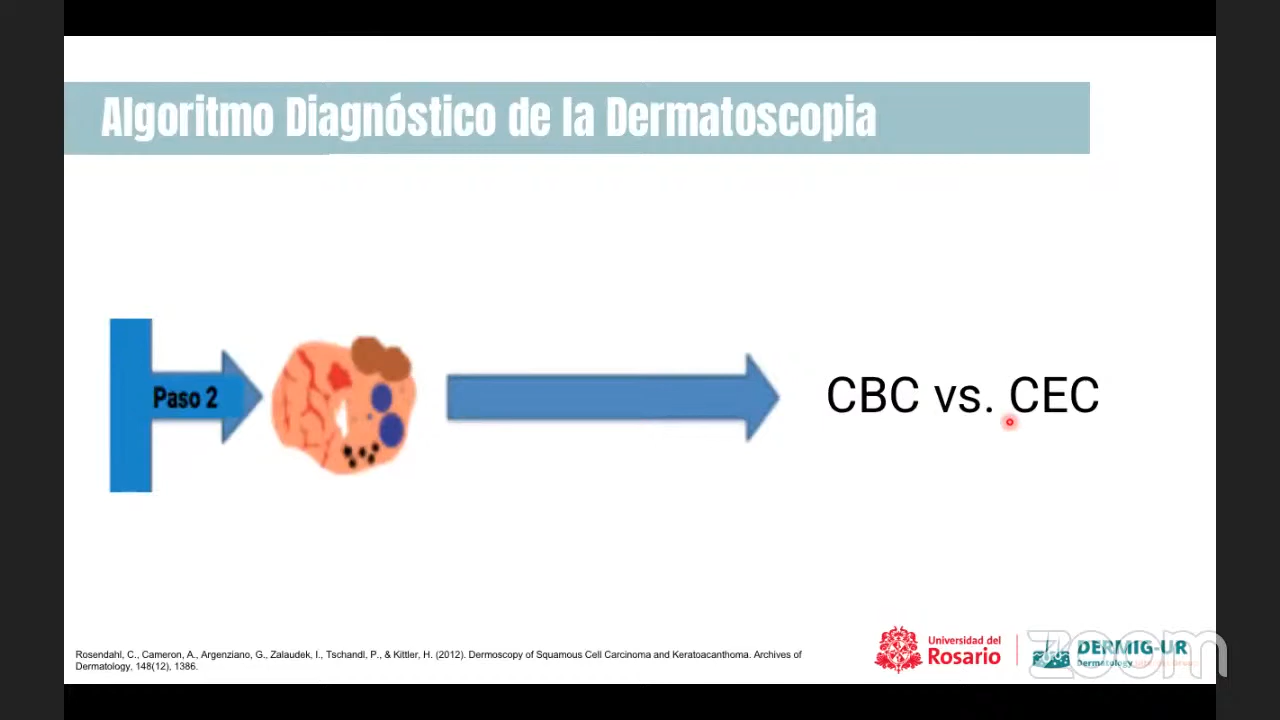 Algoritmo Diagnóstico de la Dermatoscopia
Paso 2
CBC vs. CEC
Rosendahl, C., Cameron, A., Argenziano, G., Zalaudek, I., Tschandl, P., & Kittler, H. (2012). Dermoscopy of Squamous Cell Carcinoma and Keratoacanthoma. Archives of
Dermatology, 148(12), 1386.
Universidad del
Rosario
DERMIG-UR
Dermatology
zoom